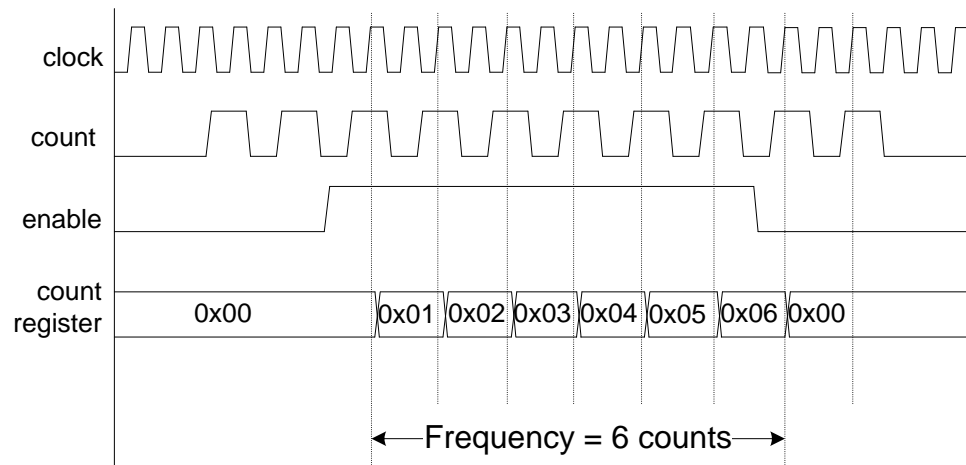 clock
count
enable
count
register
0x00 0x01 0x02 0x03 0x04 0x05 0x06 0x00
Frequency = 6 counts